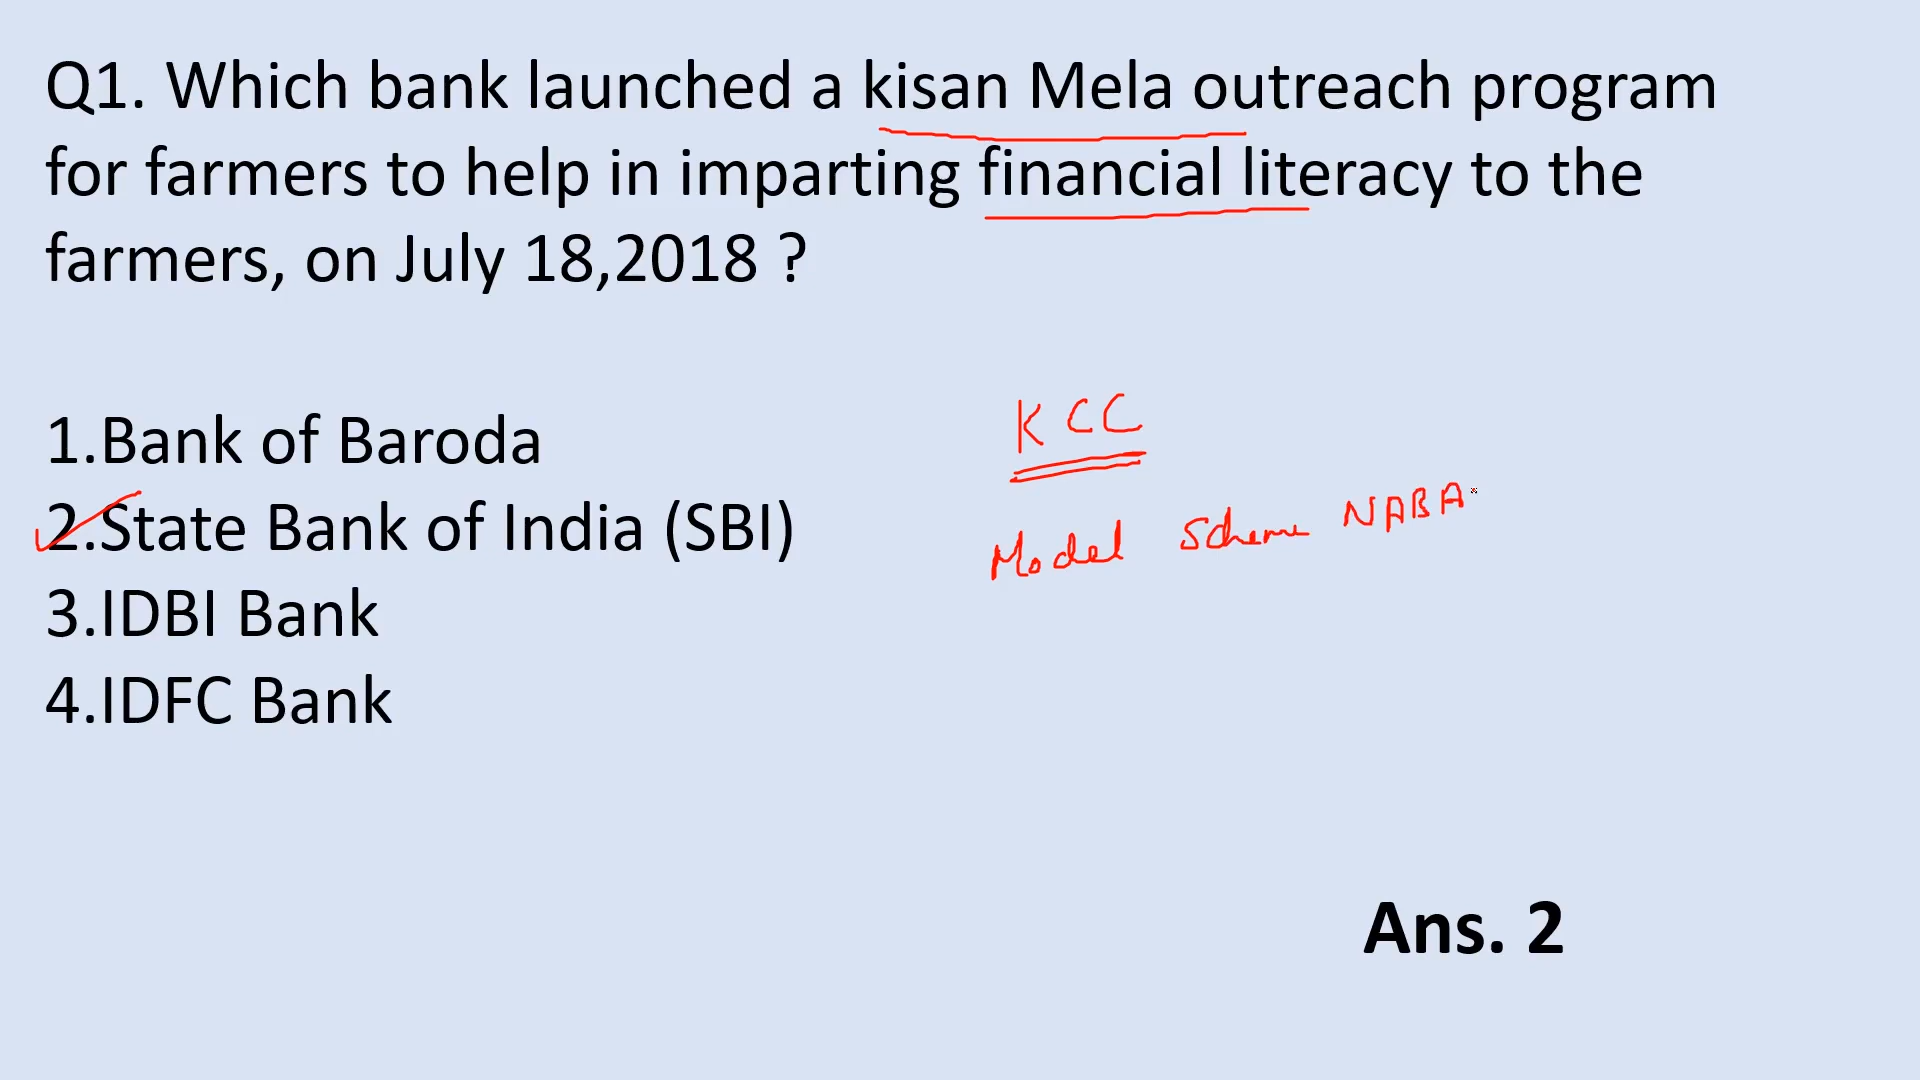 Q1. Which bank launched a kisan Mela outreach program
for farmers to help in imparting financial literacy to the
farmers, on July 18,2018 ?
1.Bank of Baroda
2.State Bank of India (SBI)
3.IDBI Bank
4.IDFC Bank
KCC
Model Scheme NABA
Ans. 2